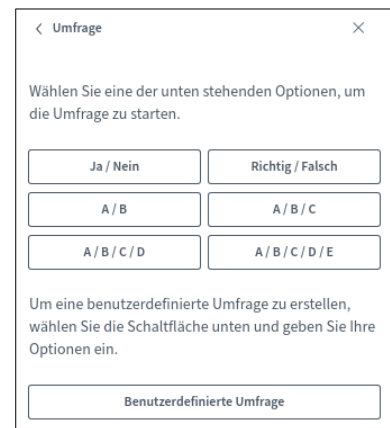 Umfrage
Wählen Sie eine der unten stehenden Optionen, um
die Umfrage zu starten.
Ja / Nein
Richtig / Falsch
A / B
A / B / C
A / B / C / D
A / B / C / D / E
Um eine benutzerdefinierte Umfrage zu erstellen,
wählen Sie die Schaltfläche unten und geben Sie Ihre
Optionen ein.
Benutzerdefinierte Umfrage